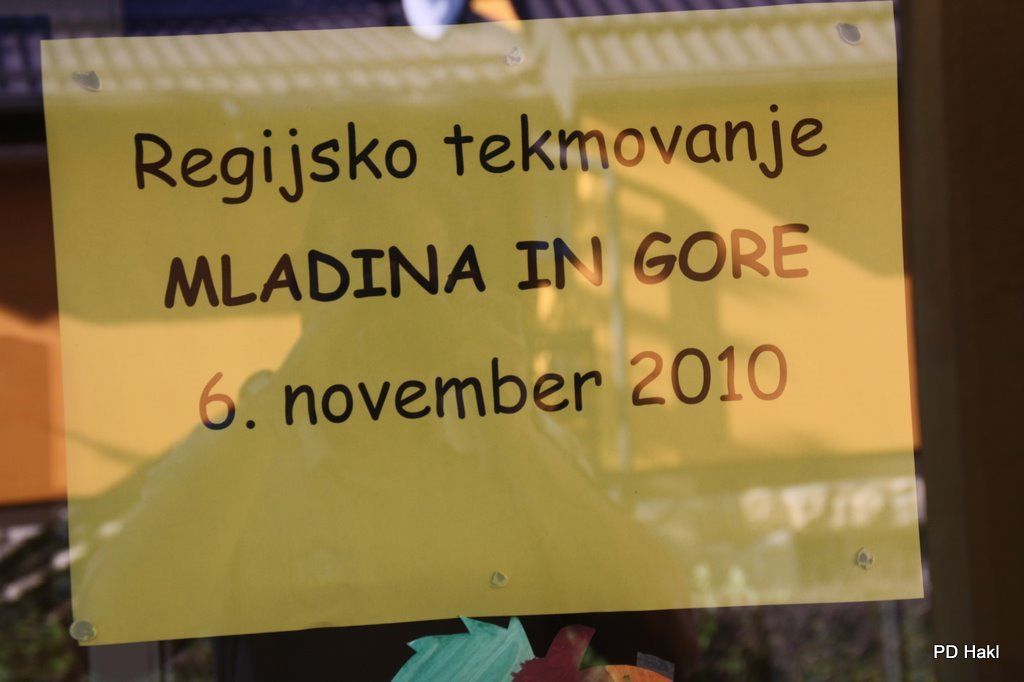 Regijsko tekmovanje
MLADINA IN GORE
6. november 2010
PD Hakl